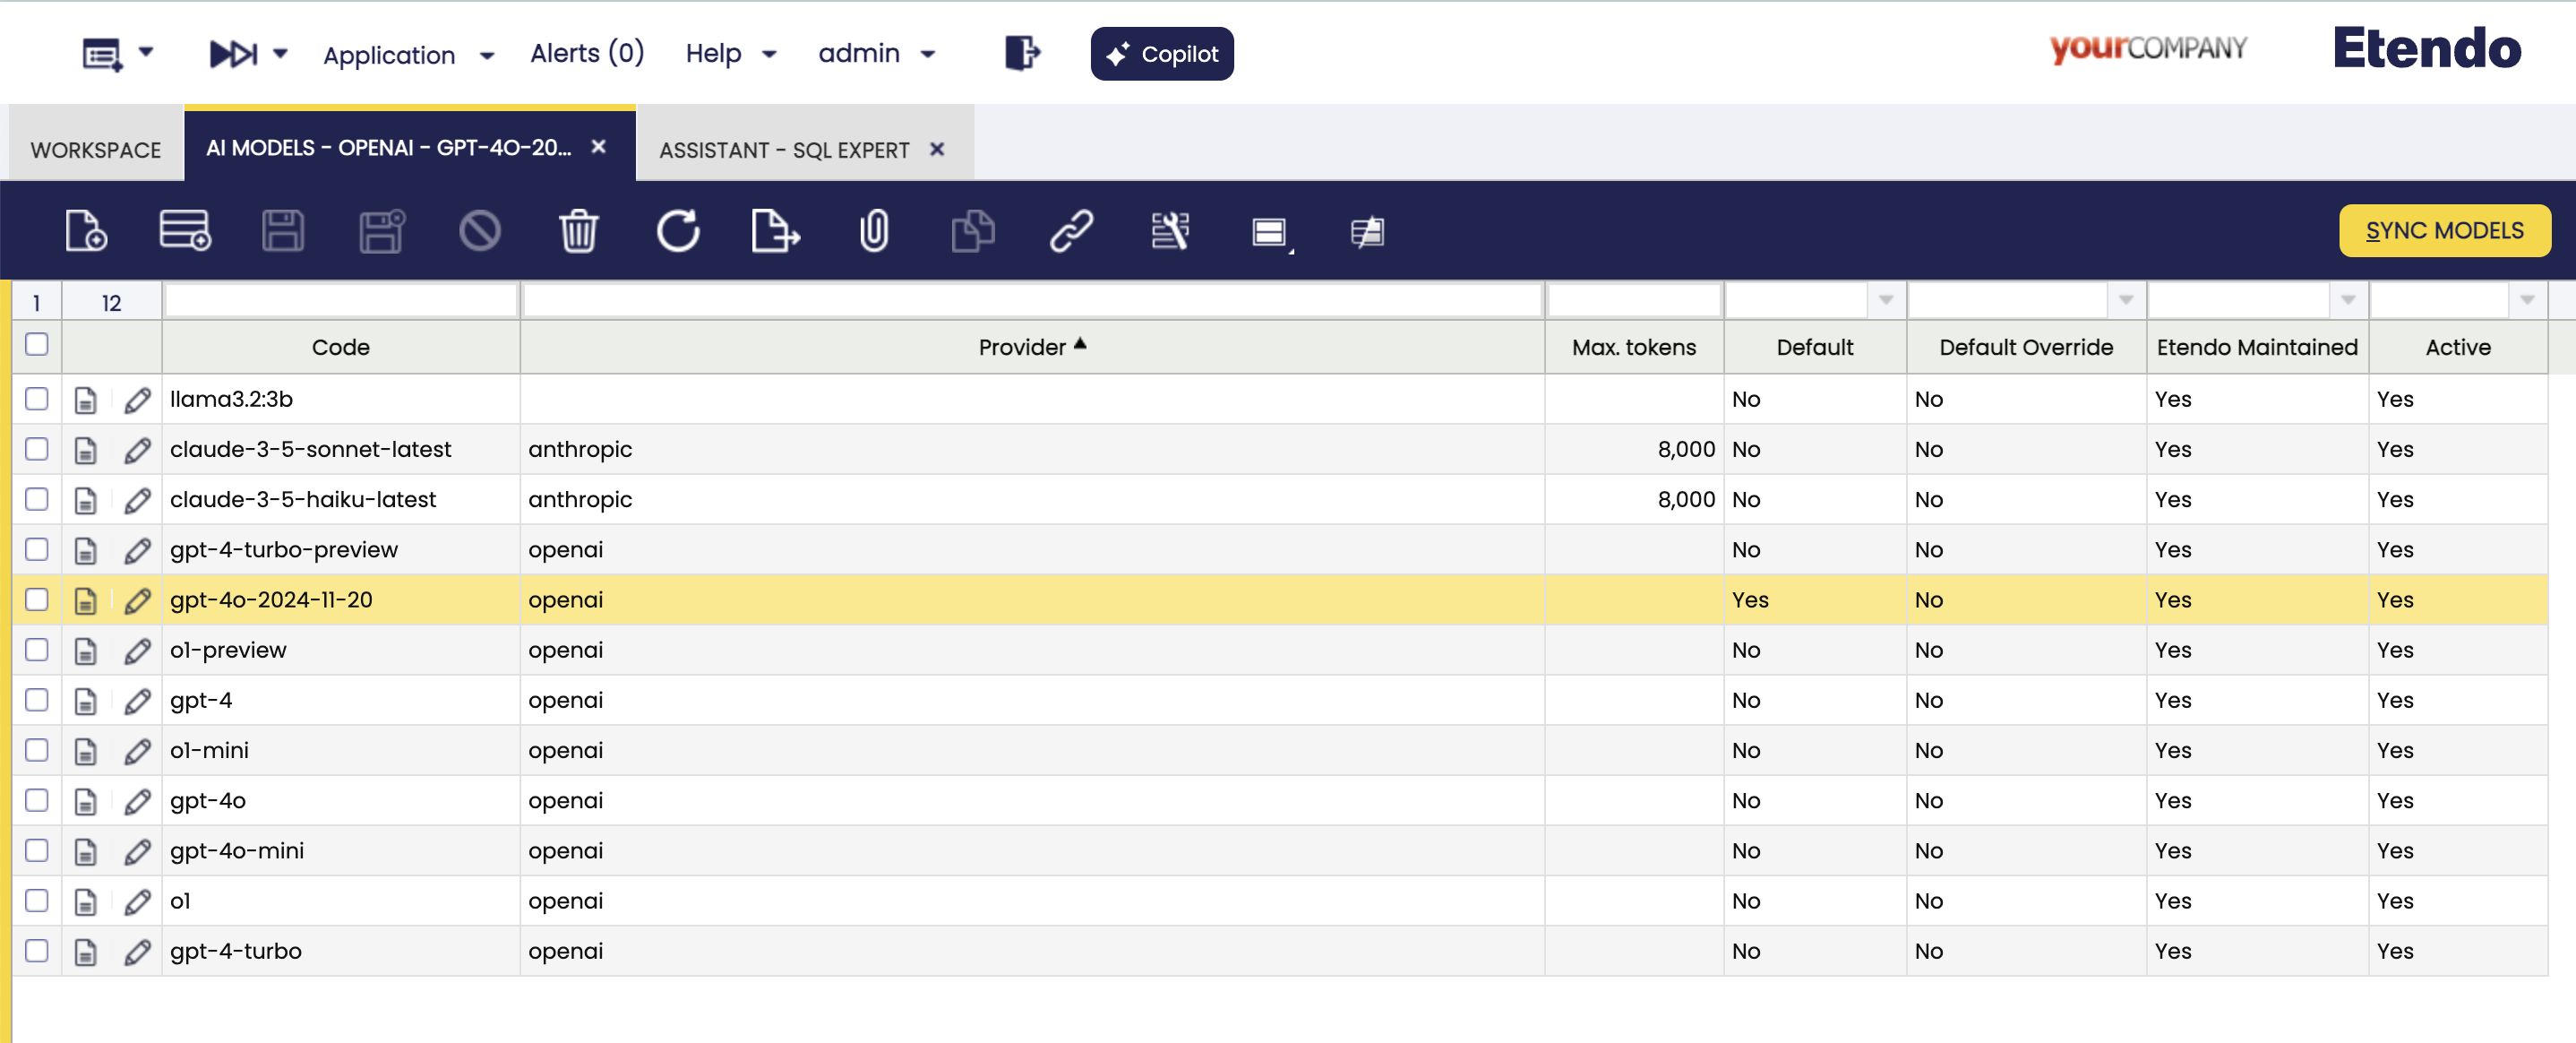 Application Alerts (0) Help admin Copilot yourCOMPANY Etendo
WORKSPACE AI MODELS - OPENAI - GPT-4O-20... ASSISTANT - SQL EXPERT
SYNC MODELS
1 12
Code Provider Max. tokens Default Default Override Etendo Maintained Active
llama3.2:3b No No Yes Yes
claude-3-5-sonnet-latest anthropic 8,000 No No Yes Yes
claude-3-5-haiku-latest anthropic 8,000 No No Yes Yes
gpt-4-turbo-preview openai No No Yes Yes
gpt-4o-2024-11-20 openai Yes No Yes Yes
o1-preview openai No No Yes Yes
gpt-4 openai No No Yes Yes
o1-mini openai No No Yes Yes
gpt-4o openai No No Yes Yes
gpt-4o-mini openai No No Yes Yes
o1 openai No No Yes Yes
gpt-4-turbo openai No No Yes Yes